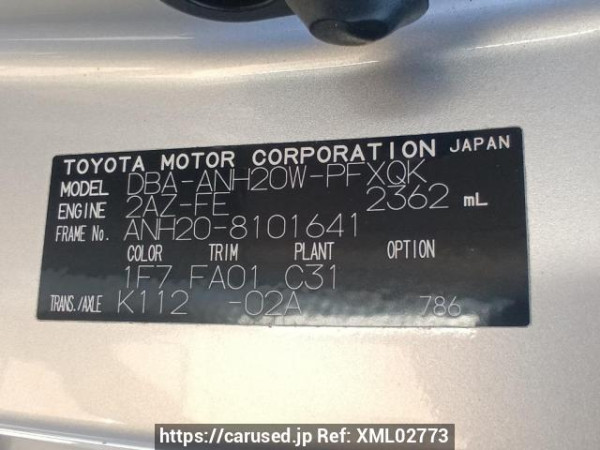 TOYOTA MOTOR CORPORATION JAPAN
MODEL DBA-ANH20W-PFXQK
ENGINE 2AZ-FE 2362 mL
FRAME No. ANH20-8101641
COLOR TRIM PLANT OPTION
1F7 FA01 C31
TRANS./AXLE K112 -02A 786
https://carused.jp Ref: XML02773